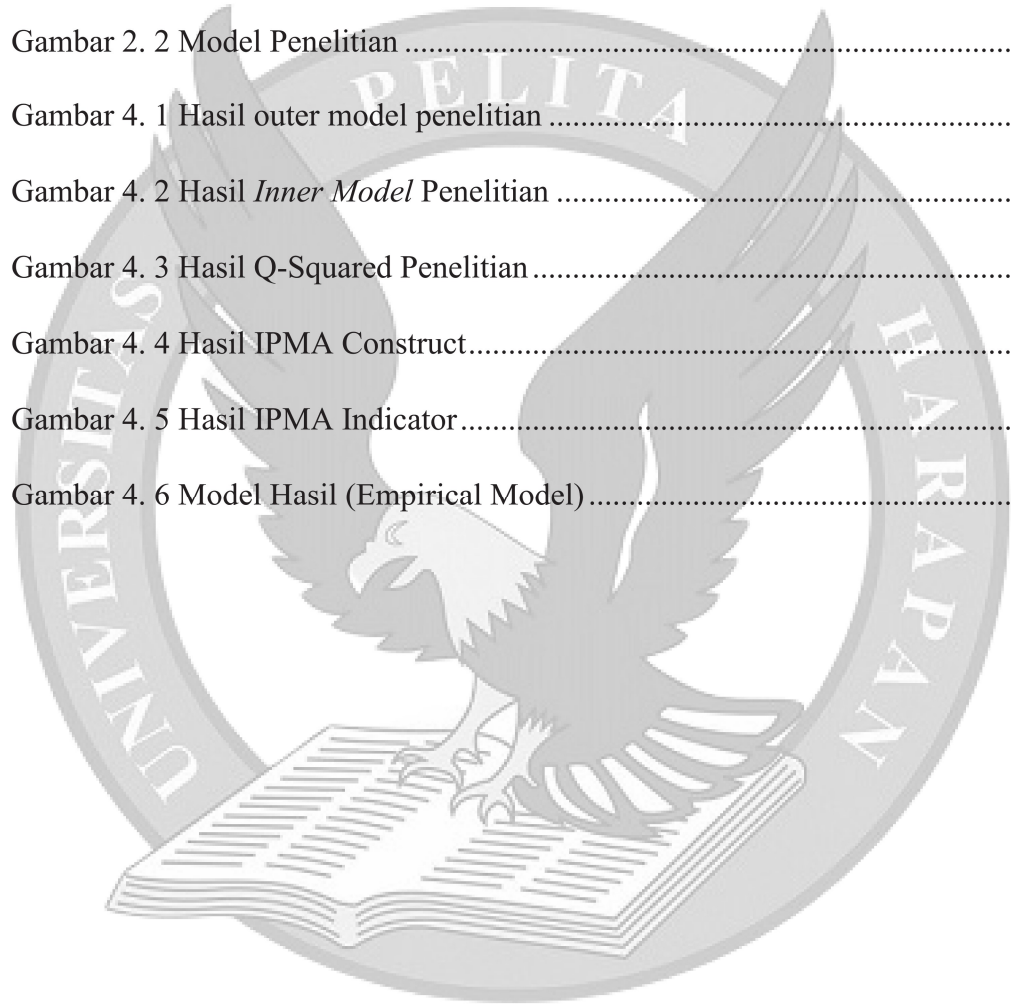 Gambar 2. 2 Model Penelitian ............................................................................
Gambar 4. 1 Hasil outer model penelitian ..........................................................
Gambar 4. 2 Hasil Inner Model Penelitian .........................................................
Gambar 4. 3 Hasil Q-Squared Penelitian ............................................................
Gambar 4. 4 Hasil IPMA Construct....................................................................
Gambar 4. 5 Hasil IPMA Indicator.....................................................................
Gambar 4. 6 Model Hasil (Empirical Model) .....................................................
UNIVERSITAS PELITA HARAPAN